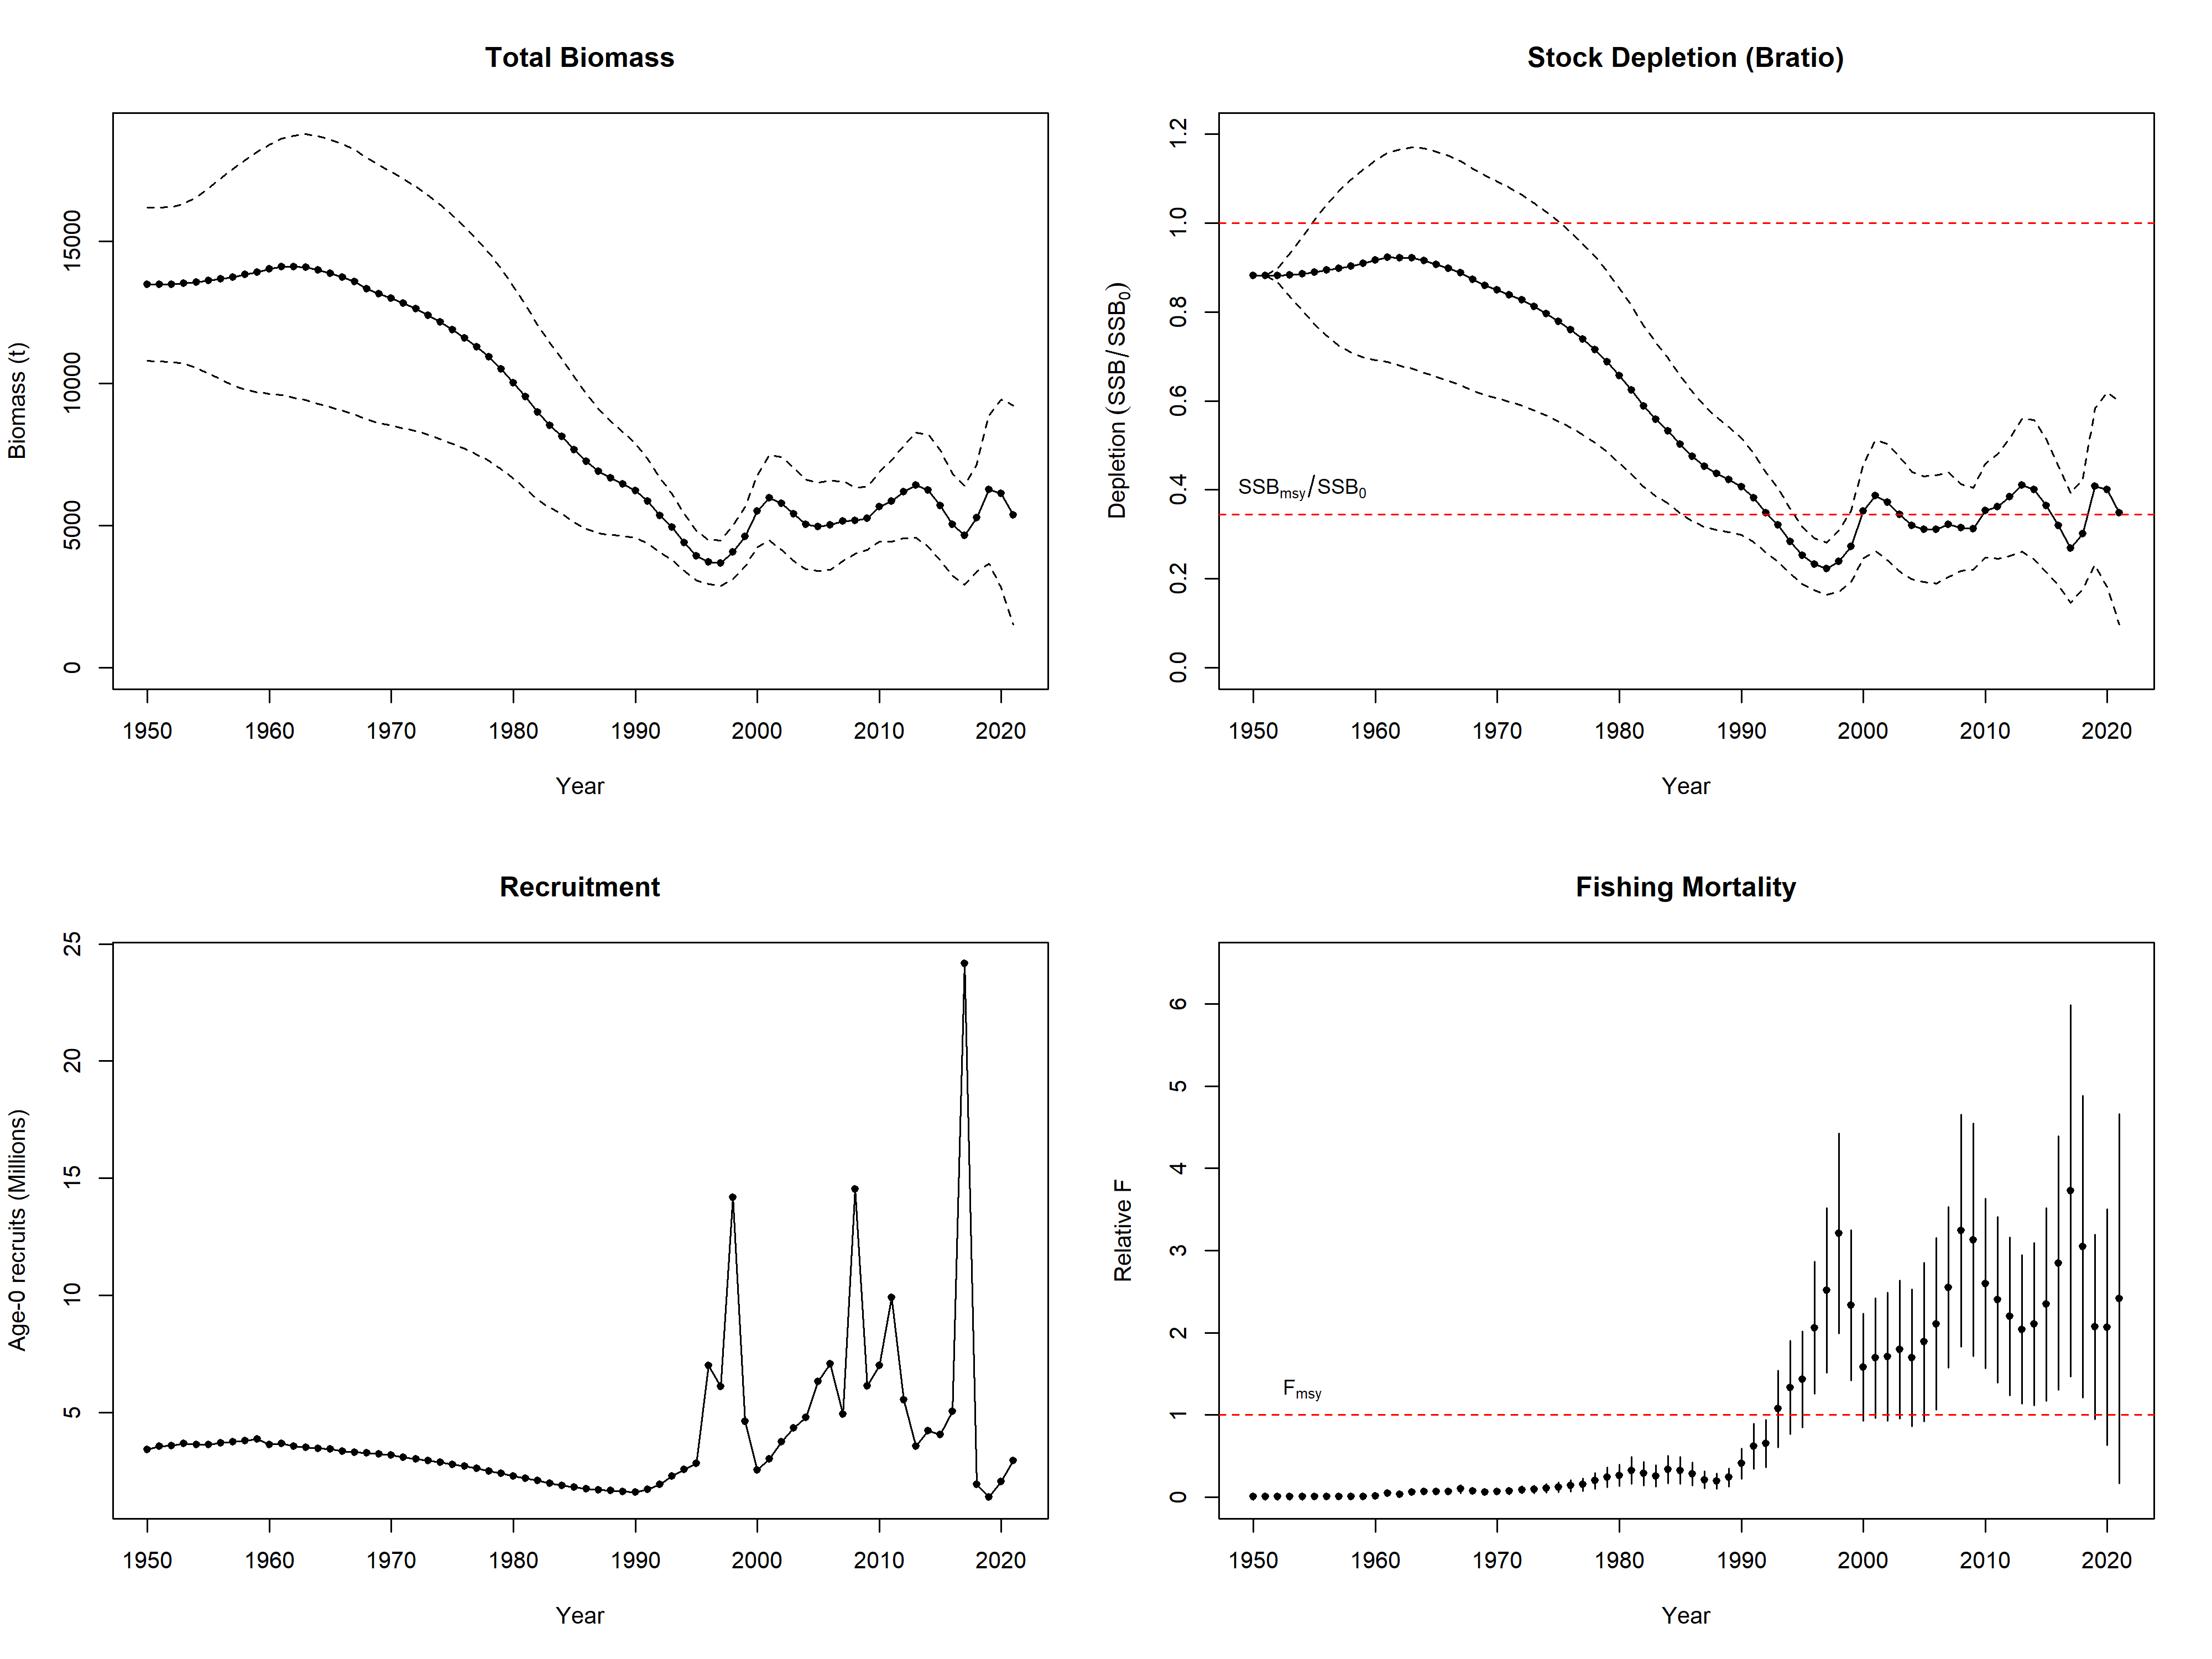 Total Biomass
Biomass (t)
15000
10000
5000
0
1950 1960 1970 1980 1990 2000 2010 2020
Year
Stock Depletion (Bratio)
Depletion (SSB/SSB₀)
1.2
1.0
0.8
0.6
0.4
0.2
0.0
SSBmsy/SSB₀
1950 1960 1970 1980 1990 2000 2010 2020
Year
Recruitment
Age-0 recruits (Millions)
25
20
15
10
5
1950 1960 1970 1980 1990 2000 2010 2020
Year
Fishing Mortality
Relative F
6
5
4
3
2
1
0
Fmsy
1950 1960 1970 1980 1990 2000 2010 2020
Year